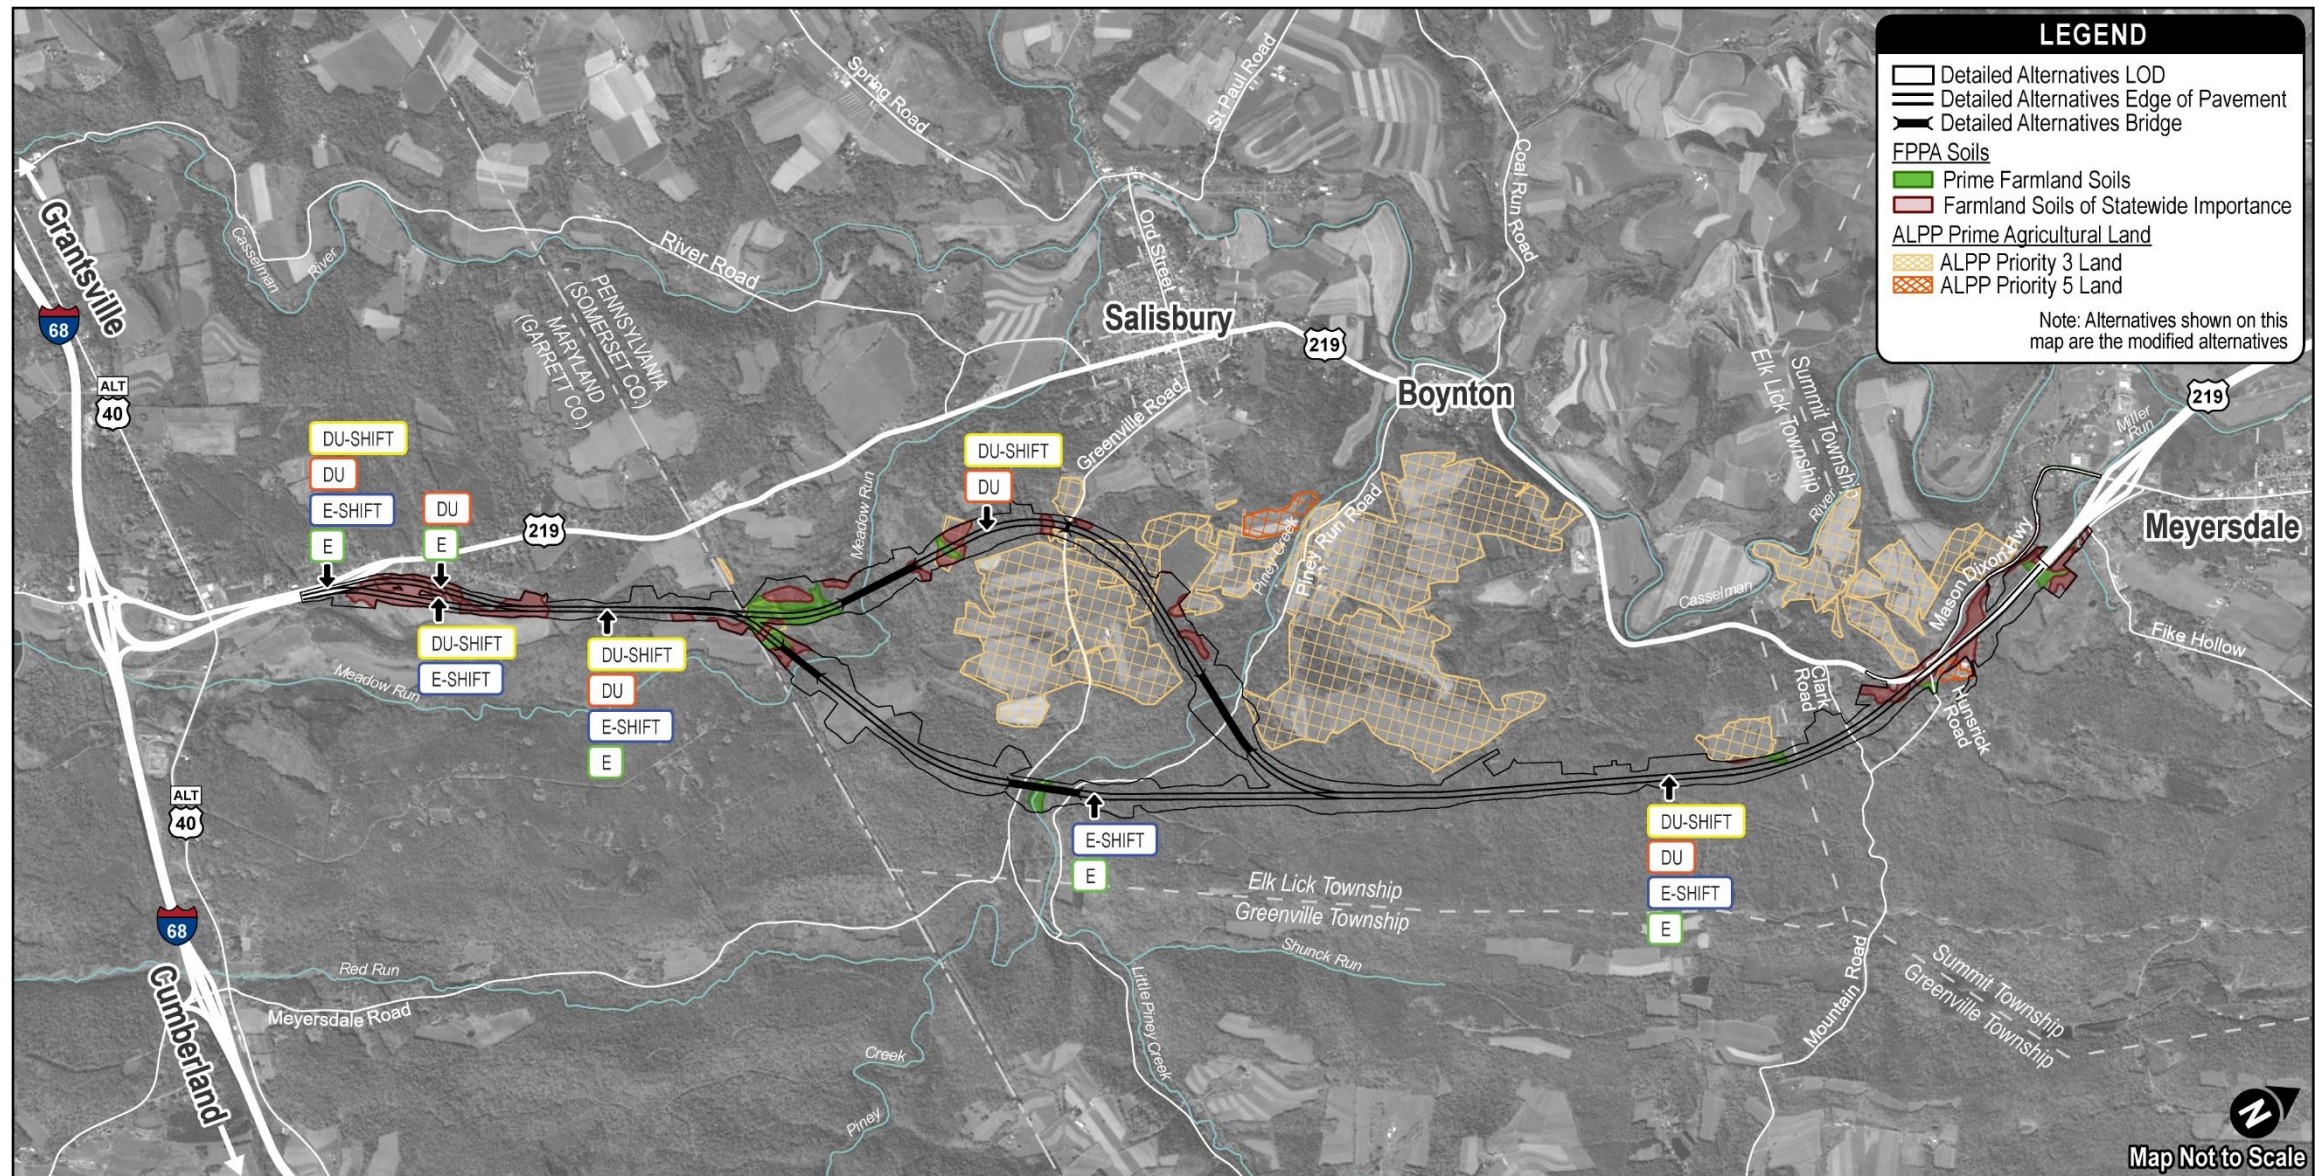 LEGEND
Detailed Alternatives LOD
Detailed Alternatives Edge of Pavement
Detailed Alternatives Bridge
FPPA Soils
Prime Farmland Soils
Farmland Soils of Statewide Importance
ALPP Prime Agricultural Land
ALPP Priority 3 Land
ALPP Priority 5 Land
Note: Alternatives shown on this
map are the modified alternatives
Spring Road
St Paul Road
Coal Run Road
Grantsville
Casselman
River
River Road
Ord Street
PENNSYLVANIA
(SOMERSET CO.)
MARYLAND
(GARRETT CO.)
Salisbury
68
219
Boynton
Summit Township
Elk Lick Township
219
Miller
Run
ALT
40
Greenville Road
DU-SHIFT
DU
E-SHIFT
E
DU
E
219
Meadow Run
DU-SHIFT
DU
Piney Creek
Piney Run Road
River
Casselman
Mason Dixon Hwy
Meyersdale
Fike Hollow
DU-SHIFT
E-SHIFT
Meadow Run
DU-SHIFT
DU
E-SHIFT
E
Clark
Road
Hunsrick
Road
ALT
40
E-SHIFT
E
DU-SHIFT
DU
E-SHIFT
E
Elk Lick Township
Greenville Township
68
Red Run
Shunck Run
Meyersdale Road
Cumberland
Little Piney Creek
Creek
Piney
Mountain Road
Summit Township
Greenville Township
N
Map Not to Scale